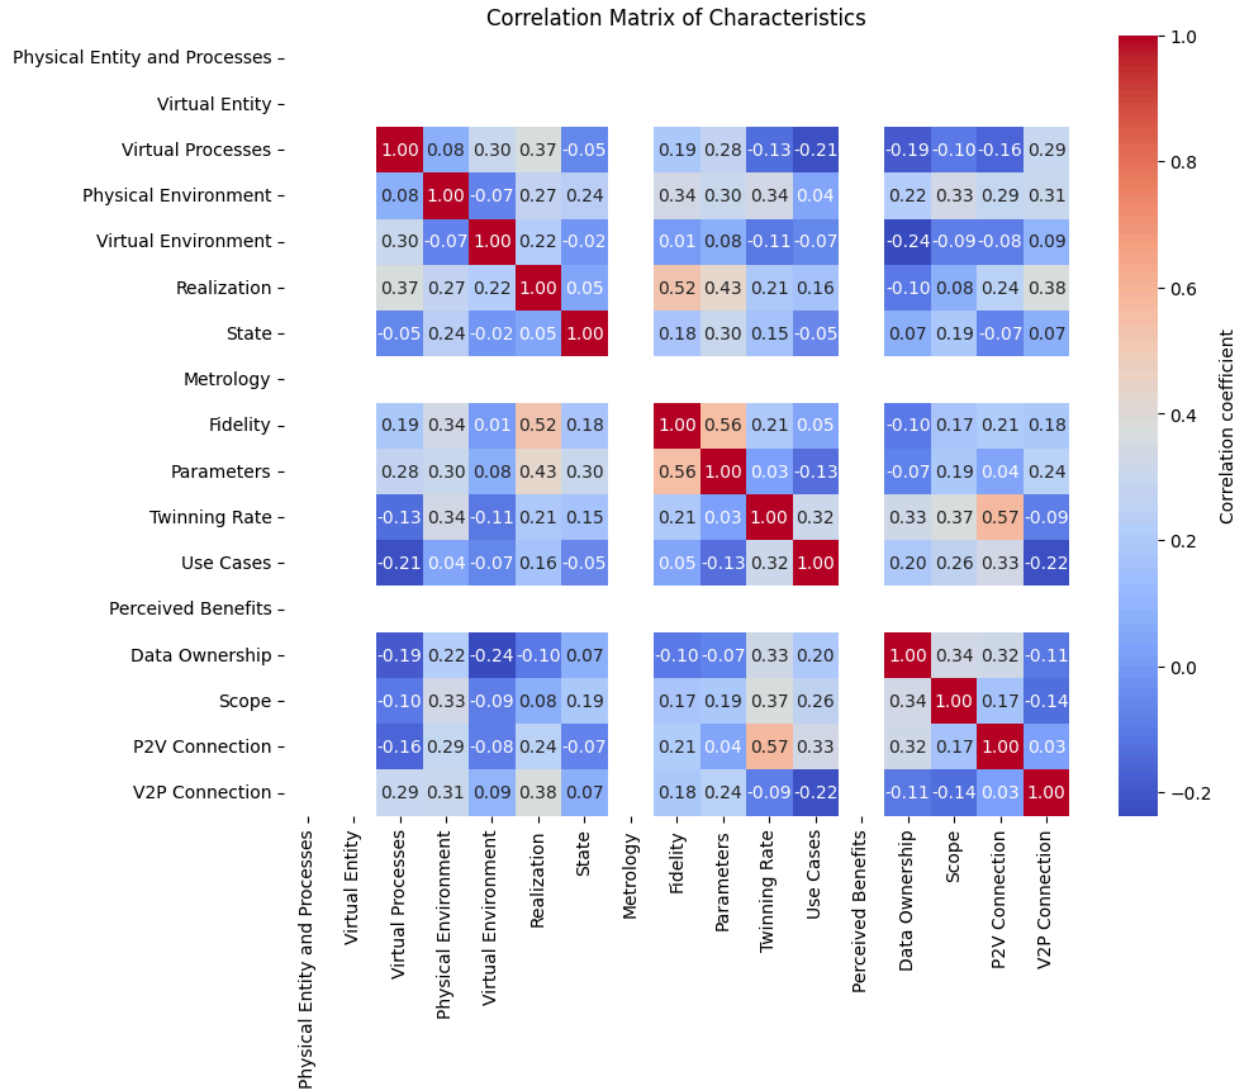 Correlation Matrix of Characteristics
Physical Entity and Processes
Virtual Entity
Virtual Processes 1.00 0.08 0.30 0.37 -0.05 0.19 0.28 -0.13 -0.21 -0.19 -0.10 -0.16 0.29
Physical Environment 0.08 1.00 -0.07 0.27 0.24 0.34 0.30 0.34 0.04 0.22 0.33 0.29 0.31
Virtual Environment 0.30 -0.07 1.00 0.22 -0.02 0.01 0.08 -0.11 -0.07 -0.24 -0.09 -0.08 0.09
Realization 0.37 0.27 0.22 1.00 0.05 0.52 0.43 0.21 0.16 -0.10 0.08 0.24 0.38
State -0.05 0.24 -0.02 0.05 1.00 0.18 0.30 0.15 -0.05 0.07 0.19 -0.07 0.07
Metrology
Fidelity 0.19 0.34 0.01 0.52 0.18 1.00 0.56 0.21 0.05 -0.10 0.17 0.21 0.18
Parameters 0.28 0.30 0.08 0.43 0.30 0.56 1.00 0.03 -0.13 -0.07 0.19 0.04 0.24
Twinning Rate -0.13 0.34 -0.11 0.21 0.15 0.21 0.03 1.00 0.32 0.33 0.37 0.57 -0.09
Use Cases -0.21 0.04 -0.07 0.16 -0.05 0.05 -0.13 0.32 1.00 0.20 0.26 0.33 -0.22
Perceived Benefits
Data Ownership -0.19 0.22 -0.24 -0.10 0.07 -0.10 -0.07 0.33 0.20 1.00 0.34 0.32 -0.11
Scope -0.10 0.33 -0.09 0.08 0.19 0.17 0.19 0.37 0.26 0.34 1.00 0.17 -0.14
P2V Connection -0.16 0.29 -0.08 0.24 -0.07 0.21 0.04 0.57 0.33 0.32 0.17 1.00 0.03
V2P Connection 0.29 0.31 0.09 0.38 0.07 0.18 0.24 -0.09 -0.22 -0.11 -0.14 0.03 1.00
Physical Entity and Processes
Virtual Entity
Virtual Processes
Physical Environment
Virtual Environment
Realization
State
Metrology
Fidelity
Parameters
Twinning Rate
Use Cases
Perceived Benefits
Data Ownership
Scope
P2V Connection
V2P Connection
1.0
0.8
0.6
0.4
0.2
0.0
−0.2
Correlation coefficient